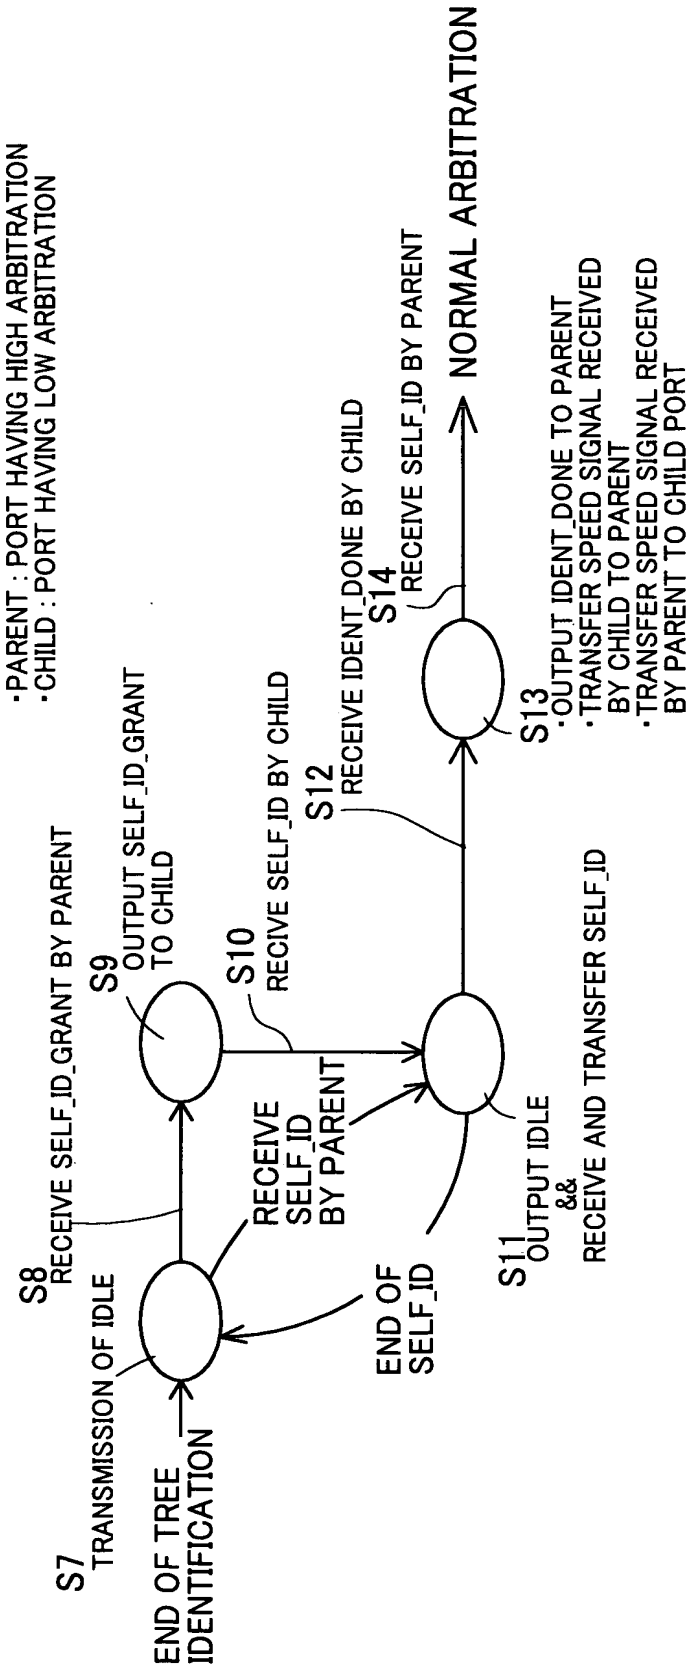 ・PARENT : PORT HAVING HIGH ARBITRATION
・CHILD : PORT HAVING LOW ARBITRATION
S8
RECEIVE SELF_ID_GRANT BY PARENT
S7
TRANSMISSION OF IDLE
S9
OUTPUT SELF_ID_GRANT
TO CHILD
END OF TREE
IDENTIFICATION
S10
RECIVE SELF_ID BY CHILD
RECEIVE
SELF_ID
BY PARENT
S12
RECEIVE IDENT_DONE BY CHILD
S14
RECEIVE SELF_ID BY PARENT
NORMAL ARBITRATION
END OF
SELF_ID
S11
OUTPUT IDLE
&&
RECEIVE AND TRANSFER SELF_ID
S13
・OUTPUT IDENT_DONE TO PARENT
・TRANSFER SPEED SIGNAL RECEIVED
BY CHILD TO PARENT
・TRANSFER SPEED SIGNAL RECEIVED
BY PARENT TO CHILD PORT